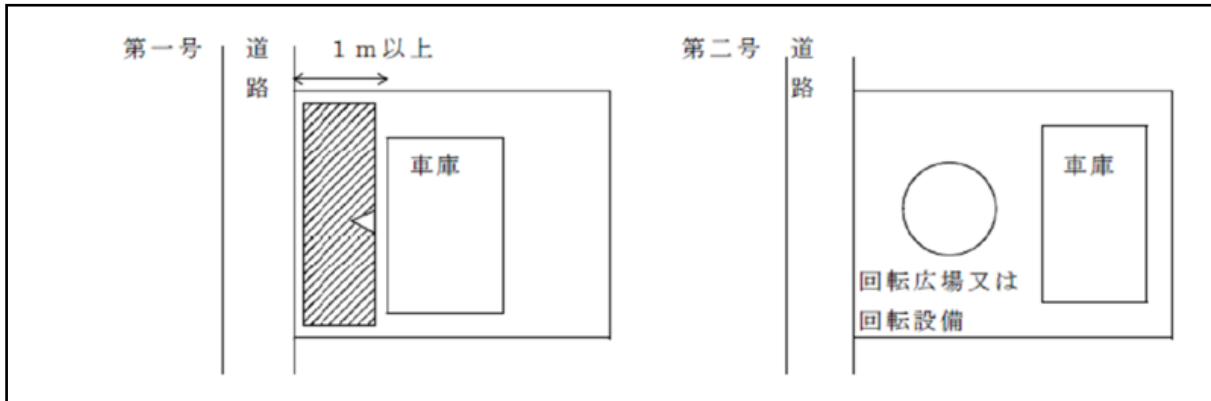 第一号
道路
1m以上
車庫
第二号
道路
車庫
回転広場又は
回転設備